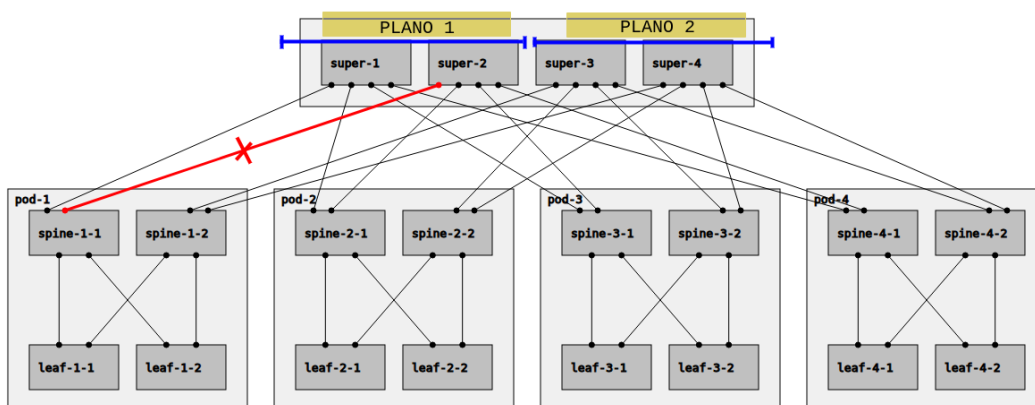 PLANO 1 PLANO 2
super-1 super-2 super-3 super-4
pod-1 pod-2 pod-3 pod-4
spine-1-1 spine-1-2 spine-2-1 spine-2-2 spine-3-1 spine-3-2 spine-4-1 spine-4-2
leaf-1-1 leaf-1-2 leaf-2-1 leaf-2-2 leaf-3-1 leaf-3-2 leaf-4-1 leaf-4-2